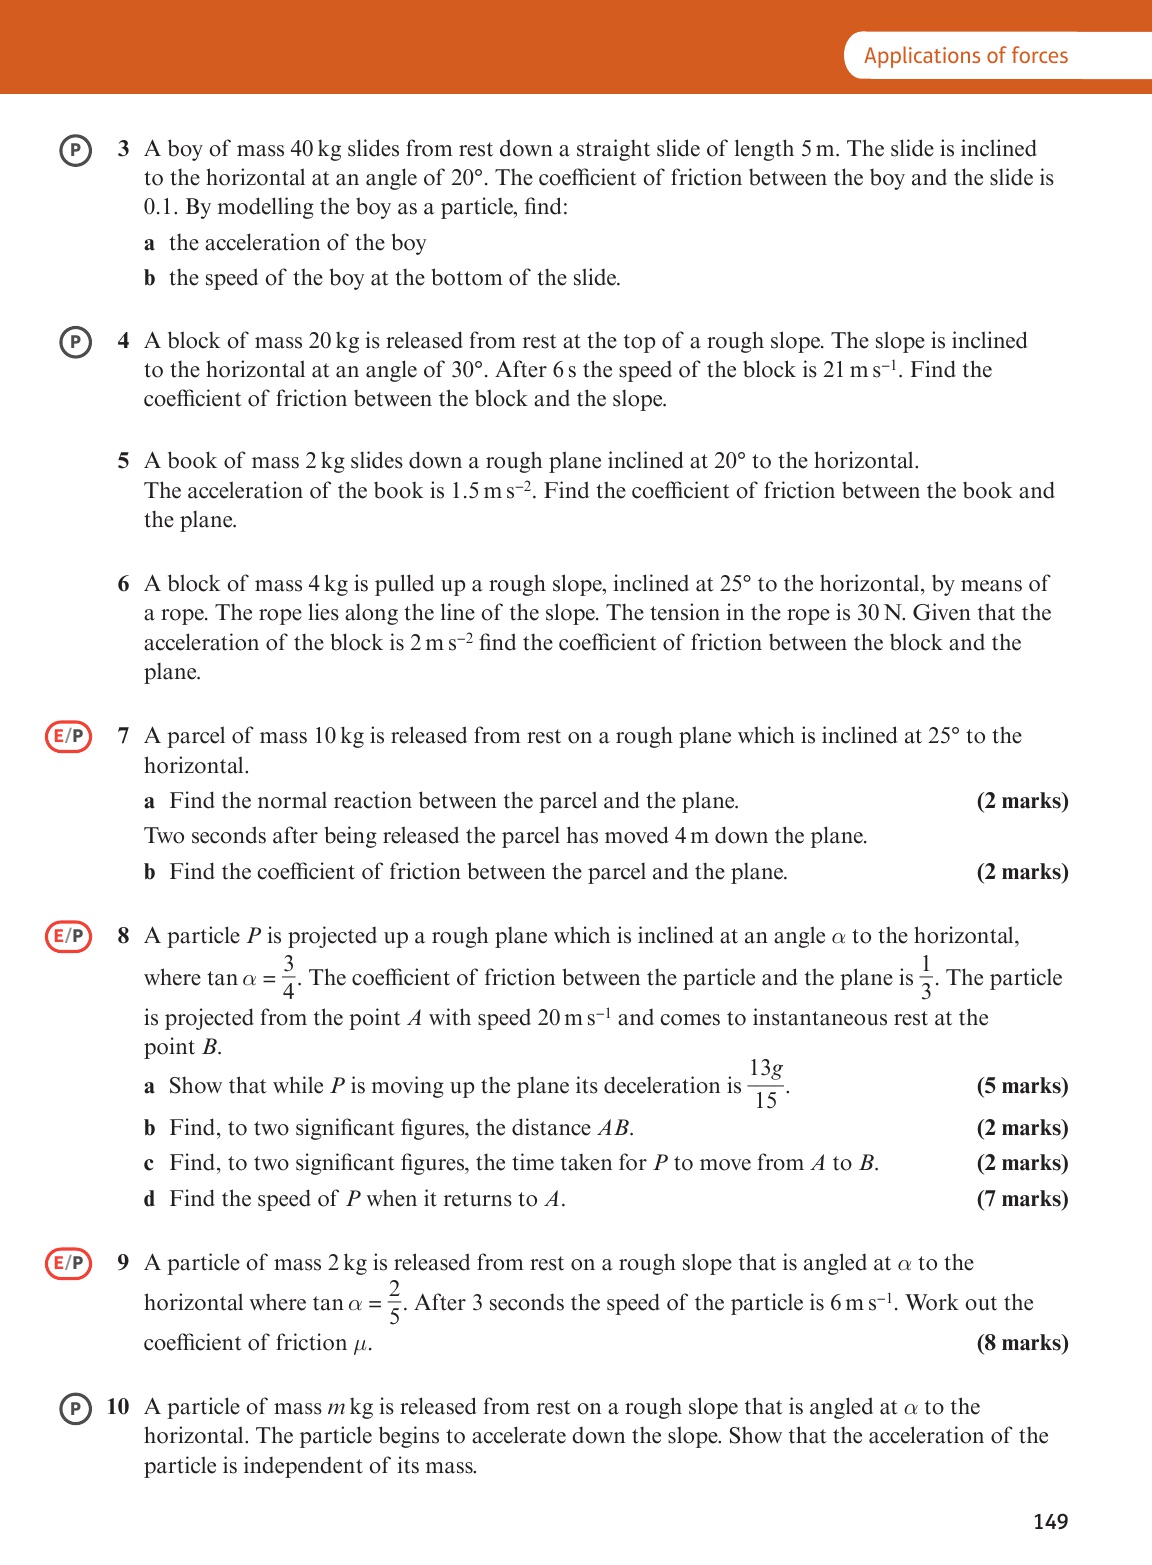 Applications of forces
P 3 A boy of mass 40 kg slides from rest down a straight slide of length 5 m. The slide is inclined
to the horizontal at an angle of 20°. The coefficient of friction between the boy and the slide is
0.1. By modelling the boy as a particle, find:
a the acceleration of the boy
b the speed of the boy at the bottom of the slide.
P 4 A block of mass 20 kg is released from rest at the top of a rough slope. The slope is inclined
to the horizontal at an angle of 30°. After 6 s the speed of the block is 21 m s⁻¹. Find the
coefficient of friction between the block and the slope.
5 A book of mass 2 kg slides down a rough plane inclined at 20° to the horizontal.
The acceleration of the book is 1.5 m s⁻². Find the coefficient of friction between the book and
the plane.
6 A block of mass 4 kg is pulled up a rough slope, inclined at 25° to the horizontal, by means of
a rope. The rope lies along the line of the slope. The tension in the rope is 30 N. Given that the
acceleration of the block is 2 m s⁻² find the coefficient of friction between the block and the
plane.
E/P 7 A parcel of mass 10 kg is released from rest on a rough plane which is inclined at 25° to the
horizontal.
a Find the normal reaction between the parcel and the plane. (2 marks)
Two seconds after being released the parcel has moved 4 m down the plane.
b Find the coefficient of friction between the parcel and the plane. (2 marks)
E/P 8 A particle P is projected up a rough plane which is inclined at an angle α to the horizontal,
where tan α = 3/4. The coefficient of friction between the particle and the plane is 1/3. The particle
is projected from the point A with speed 20 m s⁻¹ and comes to instantaneous rest at the
point B.
a Show that while P is moving up the plane its deceleration is 13g/15. (5 marks)
b Find, to two significant figures, the distance AB. (2 marks)
c Find, to two significant figures, the time taken for P to move from A to B. (2 marks)
d Find the speed of P when it returns to A. (7 marks)
E/P 9 A particle of mass 2 kg is released from rest on a rough slope that is angled at α to the
horizontal where tan α = 2/5. After 3 seconds the speed of the particle is 6 m s⁻¹. Work out the
coefficient of friction μ. (8 marks)
P 10 A particle of mass m kg is released from rest on a rough slope that is angled at α to the
horizontal. The particle begins to accelerate down the slope. Show that the acceleration of the
particle is independent of its mass.
149